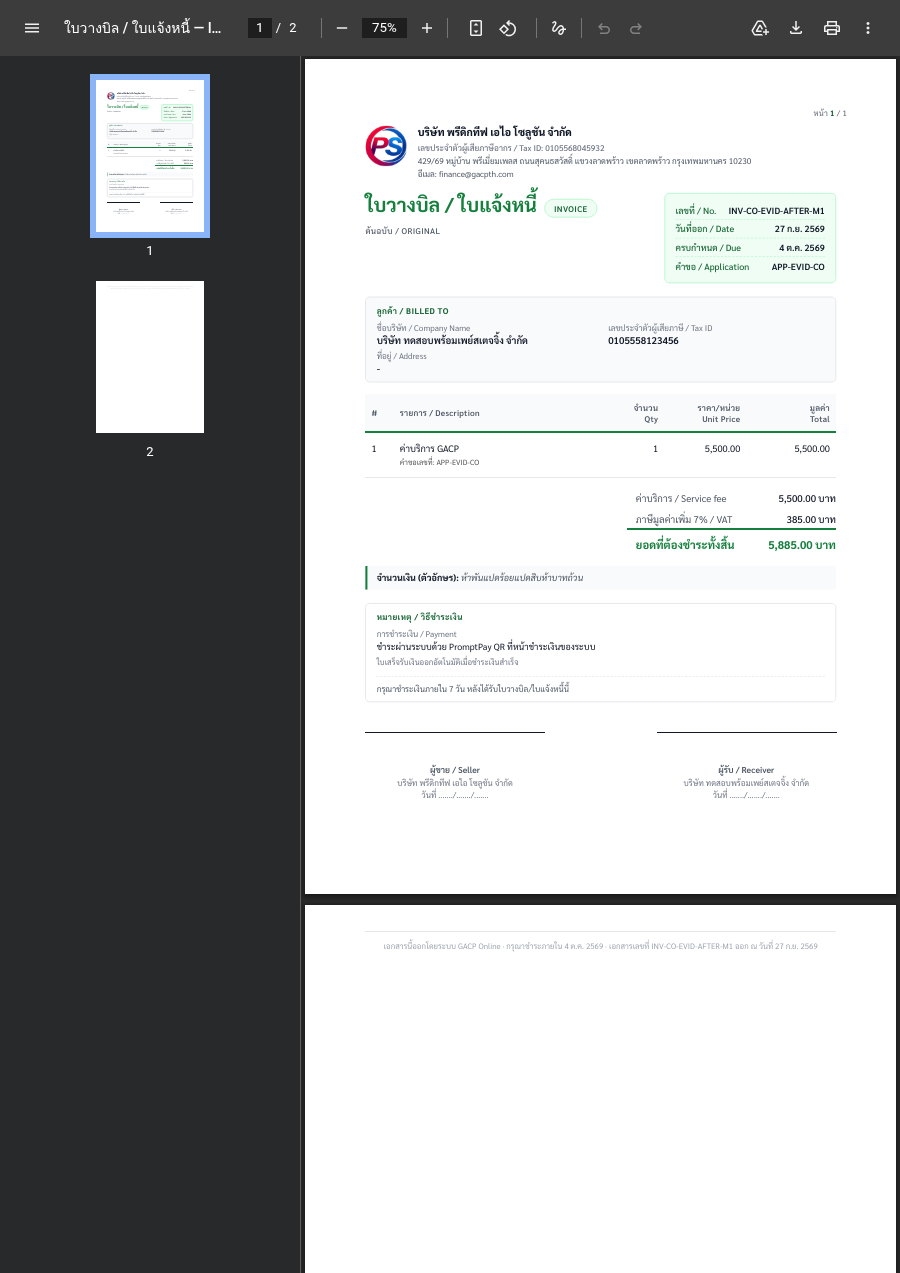 ใบวางบิล / ใบแจ้งหนี้ — I...
1 / 2
75%
1
2
หน้า 1 / 1
PS
บริษัท พรีดิกทีฟ เอไอ โซลูชัน จำกัด
เลขประจำตัวผู้เสียภาษีอากร / Tax ID: 0105568045932
429/69 หมู่บ้าน พรีเมี่ยมเพลส ถนนสุคนธสวัสดิ์ แขวงลาดพร้าว เขตลาดพร้าว กรุงเทพมหานคร 10230
อีเมล: finance@gacpth.com
ใบวางบิล / ใบแจ้งหนี้ INVOICE
ต้นฉบับ / ORIGINAL
เลขที่ / No. INV-CO-EVID-AFTER-M1
วันที่ออก / Date 27 ก.ย. 2569
ครบกำหนด / Due 4 ต.ค. 2569
คำขอ / Application APP-EVID-CO
ลูกค้า / BILLED TO
ชื่อบริษัท / Company Name เลขประจำตัวผู้เสียภาษี / Tax ID
บริษัท ทดสอบพร้อมเพย์สเตจจิ้ง จำกัด 0105558123456
ที่อยู่ / Address
-
# รายการ / Description จำนวน Qty ราคา/หน่วย Unit Price มูลค่า Total
1 ค่าบริการ GACP 1 5,500.00 5,500.00
คำขอเลขที่: APP-EVID-CO
ค่าบริการ / Service fee 5,500.00 บาท
ภาษีมูลค่าเพิ่ม 7% / VAT 385.00 บาท
ยอดที่ต้องชำระทั้งสิ้น 5,885.00 บาท
จำนวนเงิน (ตัวอักษร): ห้าพันแปดร้อยแปดสิบห้าบาทถ้วน
หมายเหตุ / วิธีชำระเงิน
การชำระเงิน / Payment
ชำระผ่านระบบด้วย PromptPay QR ที่หน้าชำระเงินของระบบ
ใบเสร็จรับเงินออกอัตโนมัติเมื่อชำระเงินสำเร็จ
กรุณาชำระเงินภายใน 7 วัน หลังได้รับใบวางบิล/ใบแจ้งหนี้นี้
ผู้ขาย / Seller ผู้รับ / Receiver
บริษัท พรีดิกทีฟ เอไอ โซลูชัน จำกัด บริษัท ทดสอบพร้อมเพย์สเตจจิ้ง จำกัด
วันที่ ......./......./....... วันที่ ......./......./.......
เอกสารนี้ออกโดยระบบ GACP Online · กรุณาชำระภายใน 4 ต.ค. 2569 · เอกสารเลขที่ INV-CO-EVID-AFTER-M1 ออก ณ วันที่ 27 ก.ย. 2569